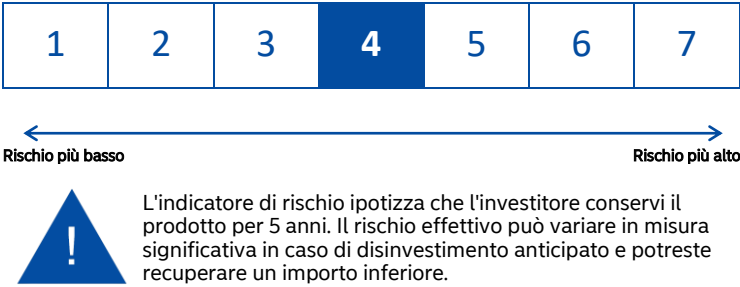 1 2 3 4 5 6 7
Rischio più basso Rischio più alto
!
L'indicatore di rischio ipotizza che l'investitore conservi il
prodotto per 5 anni. Il rischio effettivo può variare in misura
significativa in caso di disinvestimento anticipato e potreste
recuperare un importo inferiore.